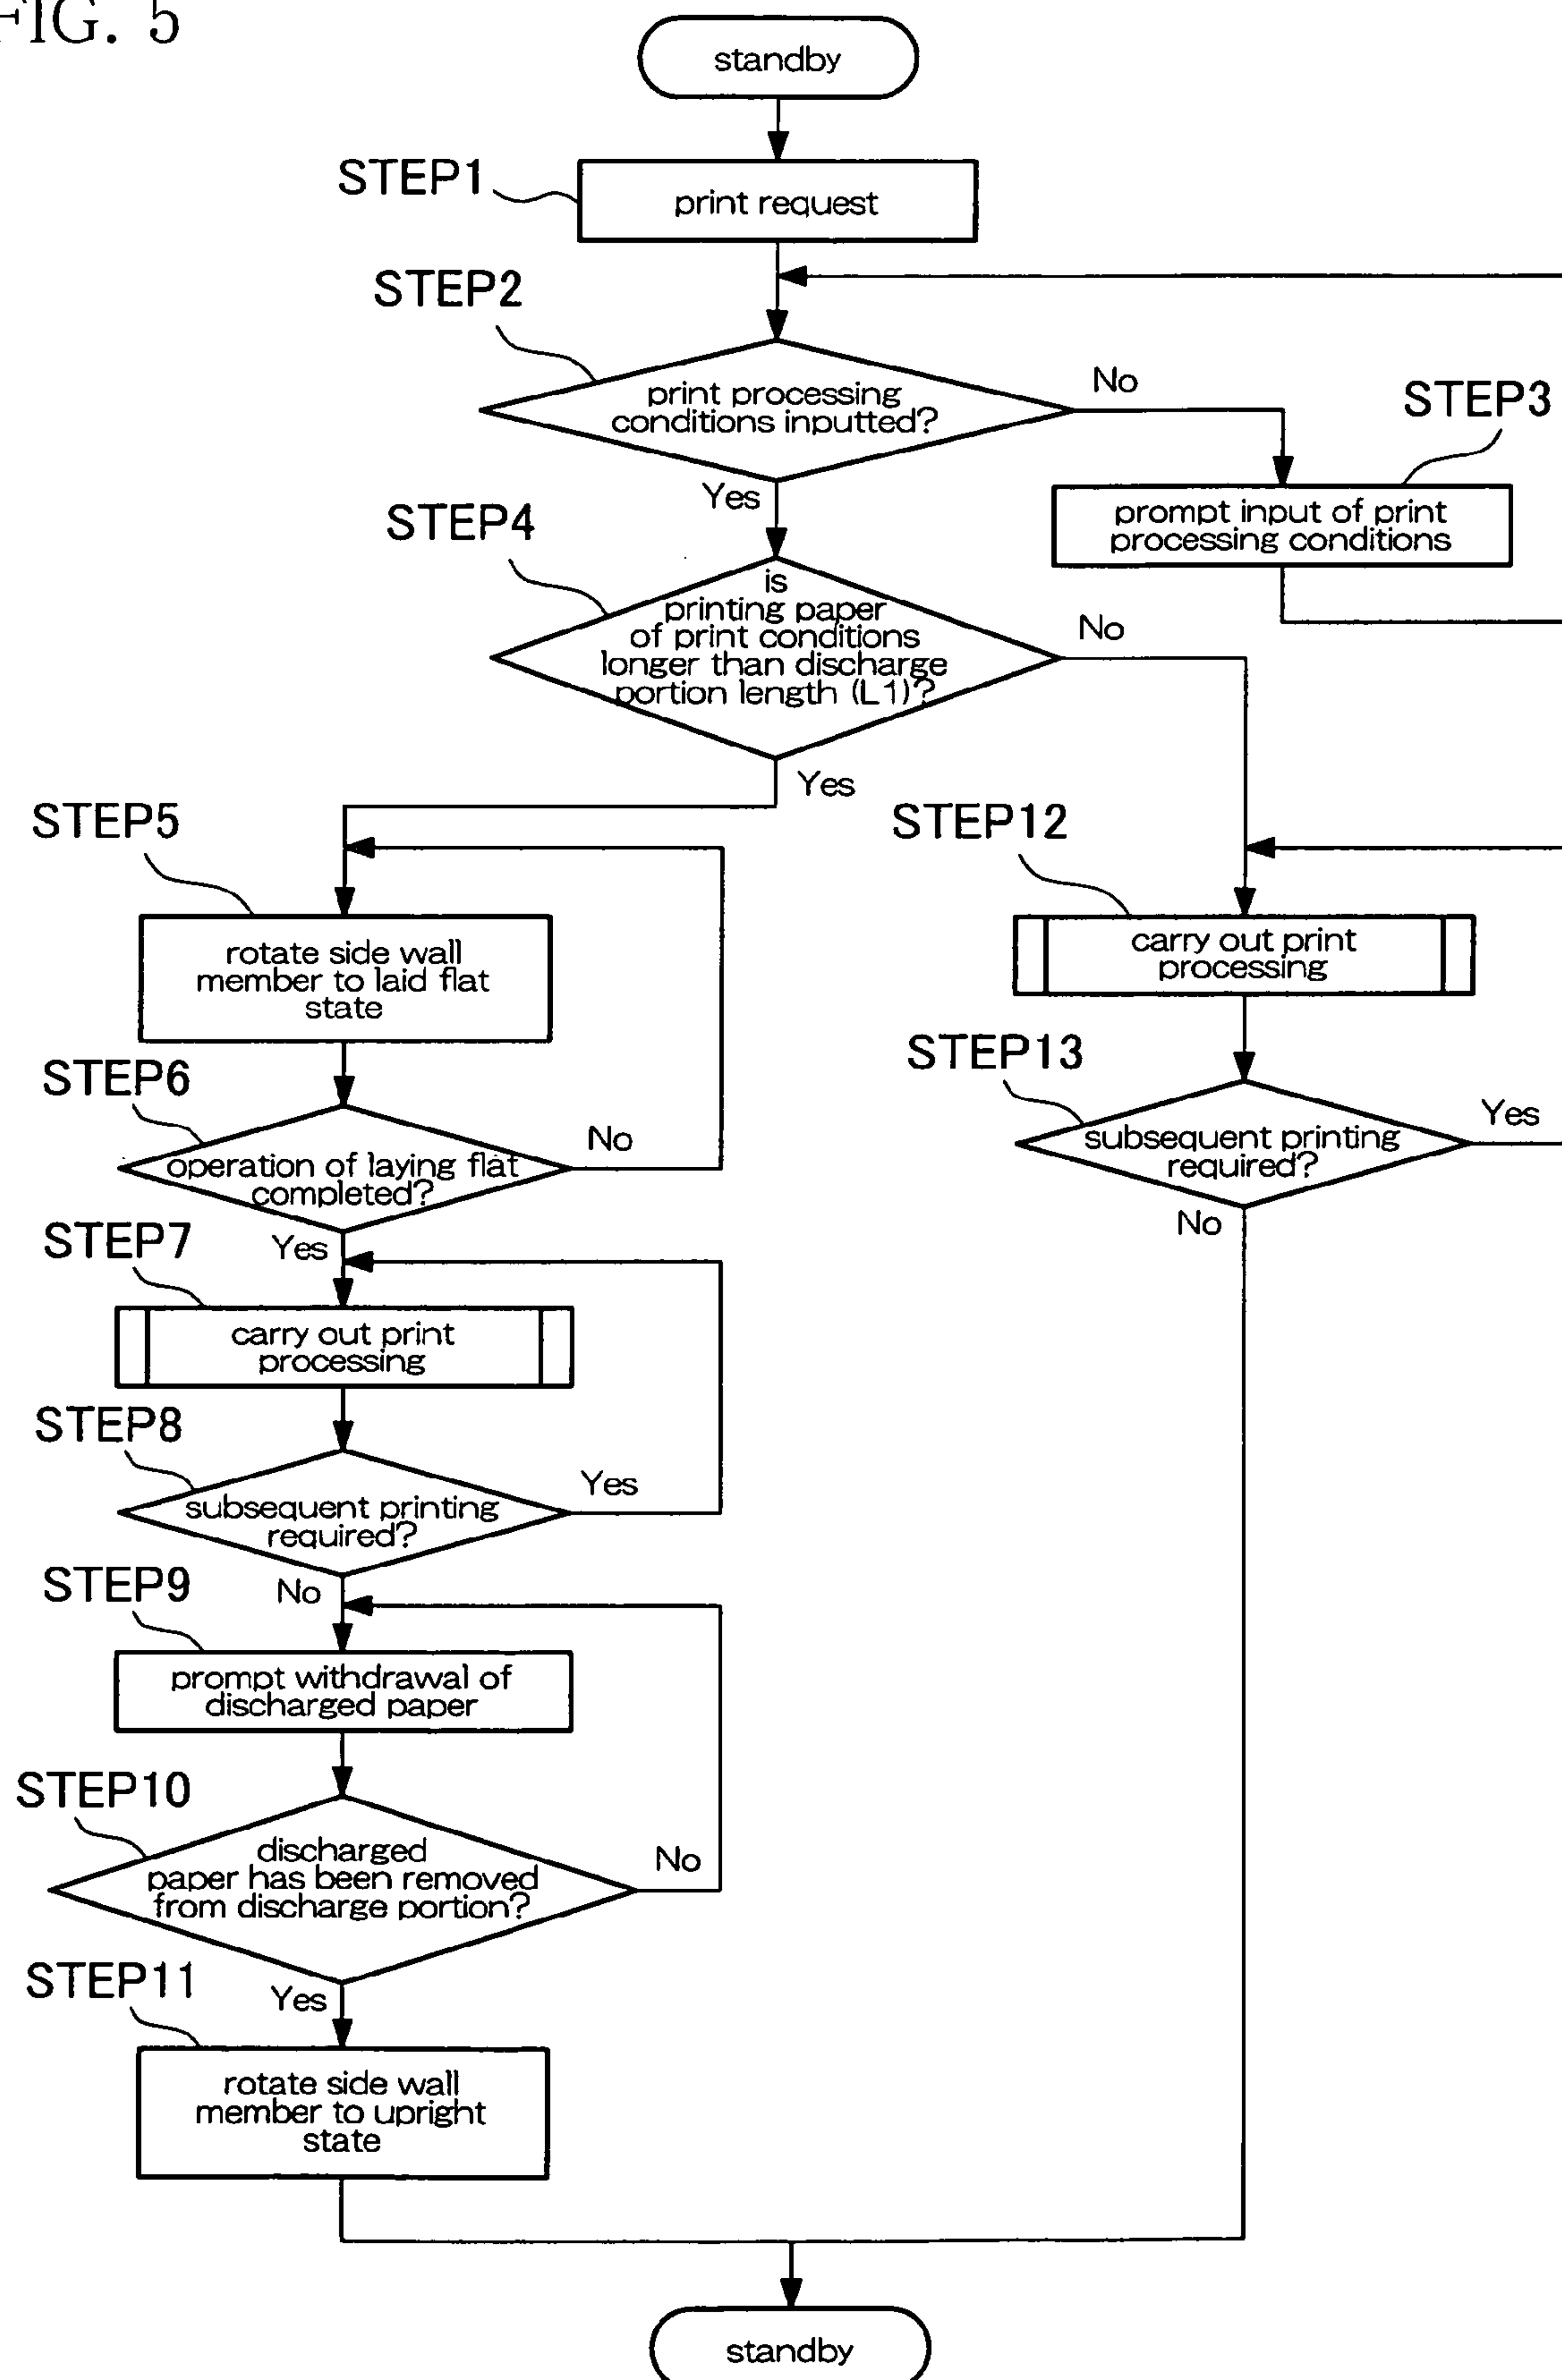 FIG. 5
standby
STEP1
print request
STEP2
print processing
conditions inputted?
No
Yes
STEP3
prompt input of print
processing conditions
STEP4
is
printing paper
of print conditions
longer than discharge
portion length (L1)?
No
Yes
STEP5
rotate side wall
member to laid flat
state
STEP6
operation of laying flat
completed?
No
Yes
STEP7
carry out print
processing
STEP8
subsequent printing
required?
Yes
No
STEP9
prompt withdrawal of
discharged paper
STEP10
discharged
paper has been removed
from discharge portion?
No
Yes
STEP11
rotate side wall
member to upright
state
STEP12
carry out print
processing
STEP13
subsequent printing
required?
Yes
No
standby